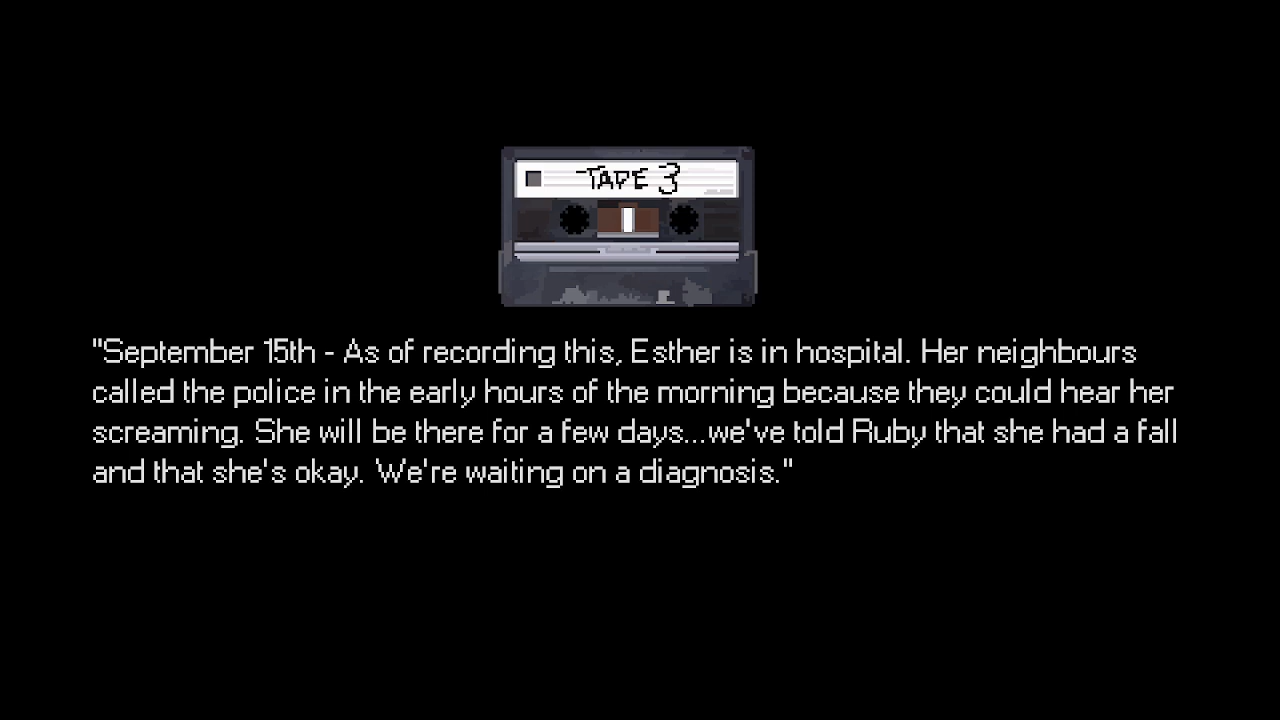 TAPE 3
"September 15th - As of recording this, Esther is in hospital. Her neighbours
called the police in the early hours of the morning because they could hear her
screaming. She will be there for a few days...we've told Ruby that she had a fall
and that she's okay. We're waiting on a diagnosis."